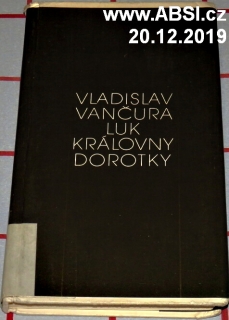 www.ABSI.cz
20.12.2019
VLADISLAV
VANČURA
LUK
KRÁLOVNY
DOROTKY